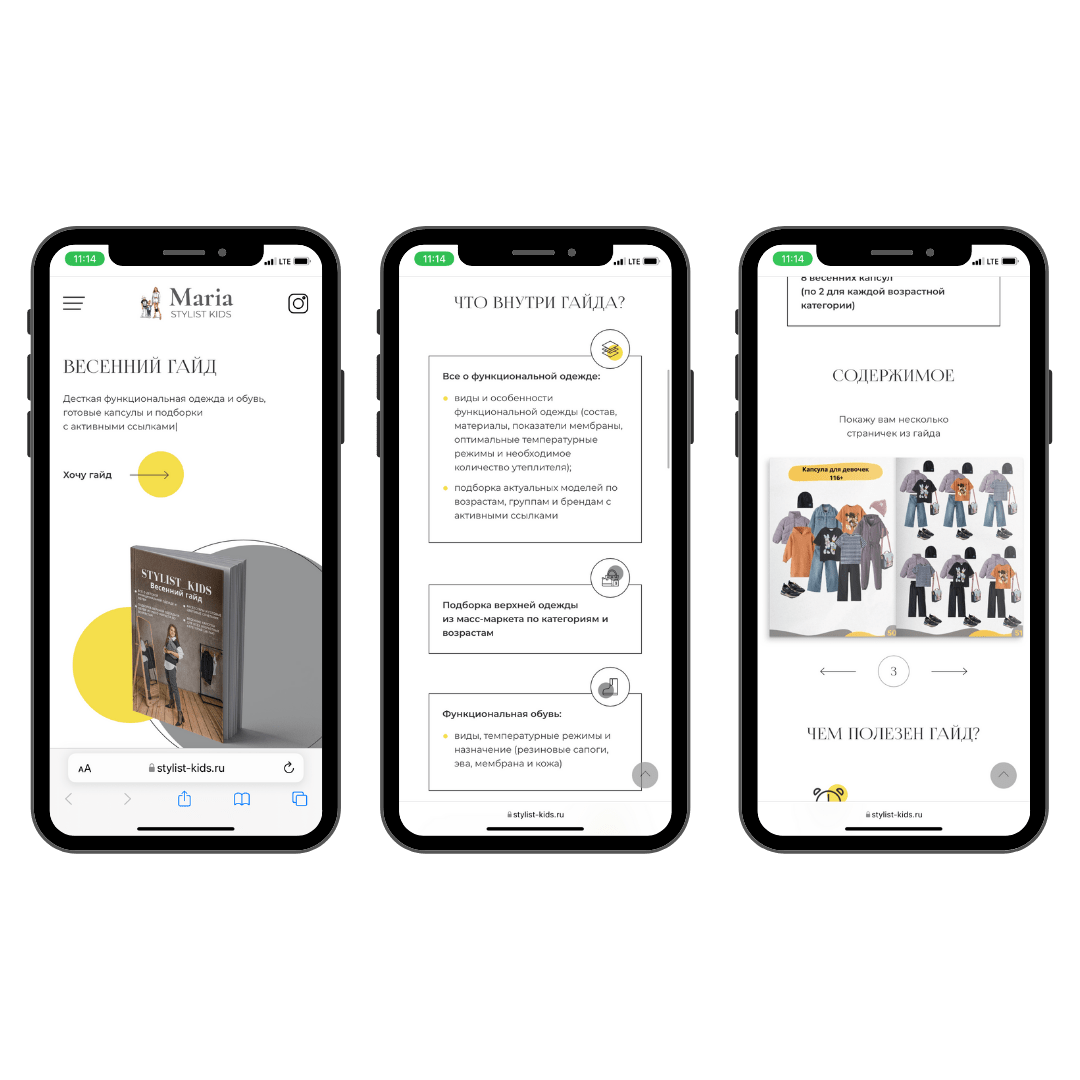 11:14
LTE
Maria
STYLIST KIDS
ВЕСЕННИЙ ГАЙД
Десткая функциональная одежда и обувь,
готовые капсулы и подборки
с активными ссылками|
Хочу гайд
STYLIST_KIDS
Весенний гайд
AA
stylist-kids.ru
11:14
LTE
ЧТО ВНУТРИ ГАЙДА?
Все о функциональной одежде:
виды и особенности
функциональной одежды (состав,
материалы, показатели мембраны,
оптимальные температурные
режимы и необходимое
количество утеплителя);
подборка актуальных моделей по
возрастам, группам и брендам с
активными ссылками
Подборка верхней одежды
из масс-маркета по категориям и
возрастам
Функциональная обувь:
виды, температурные режимы и
назначение (резиновые сапоги,
эва, мембрана и кожа)
stylist-kids.ru
11:14
LTE
8 весенних капсул
(по 2 для каждой возрастной
категории)
СОДЕРЖИМОЕ
Покажу вам несколько
страничек из гайда
Капсула для девочек
116+
50
51
3
ЧЕМ ПОЛЕЗЕН ГАЙД?
stylist-kids.ru